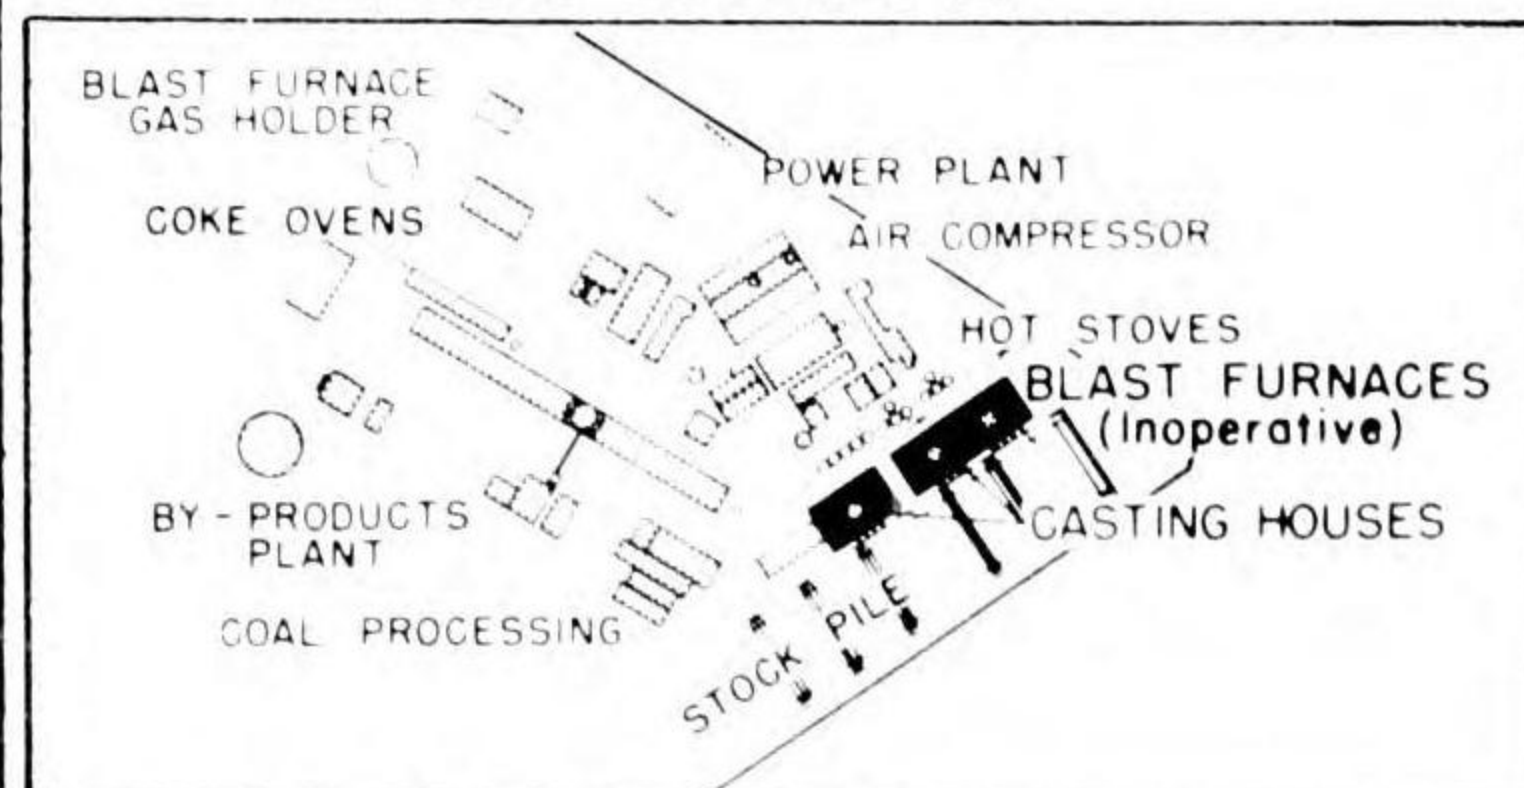 BLAST FURNACE
GAS HOLDER
POWER PLANT
COKE OVENS
AIR COMPRESSOR
HOT STOVES
BLAST FURNACES
(Inoperative)
BY-PRODUCTS
PLANT
CASTING HOUSES
COAL PROCESSING
STOCK PILE